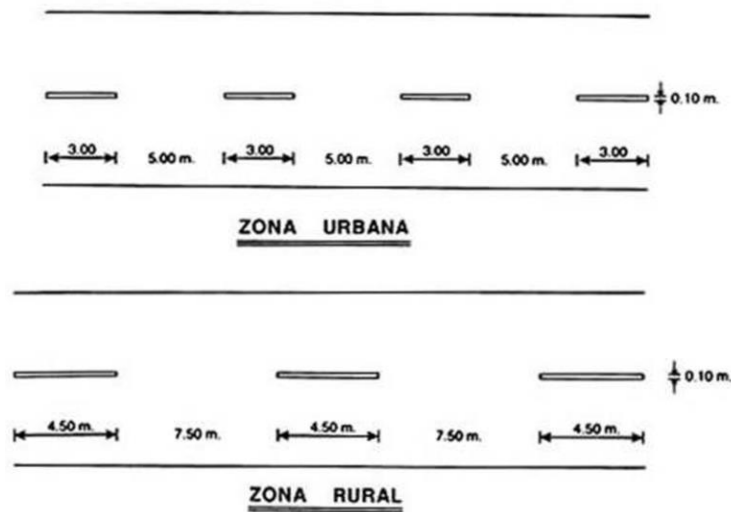 0.10 m.
3.00 5.00 m. 3.00 5.00 m. 3.00 5.00 m. 3.00
ZONA URBANA
0.10 m.
4.50 m. 7.50 m. 4.50 m. 7.50 m. 4.50 m.
ZONA RURAL